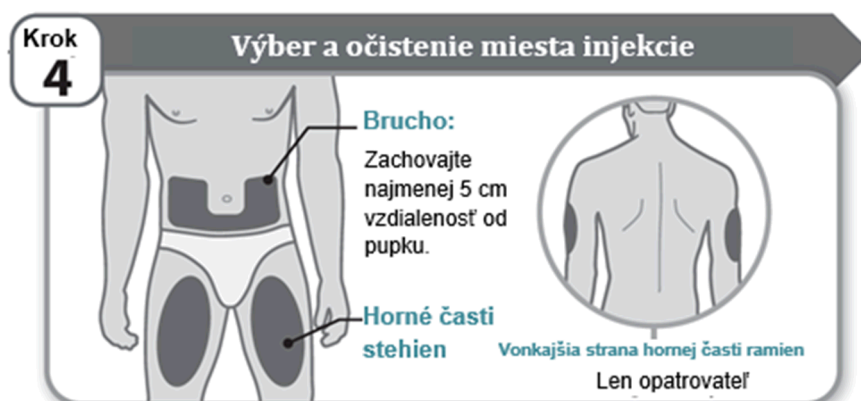 Krok
4
Výber a očistenie miesta injekcie
Brucho:
Zachovajte
najmenej 5 cm
vzdialenosť od
pupku.
Horné časti
stehien
Vonkajšia strana hornej časti ramien
Len opatrovateľ